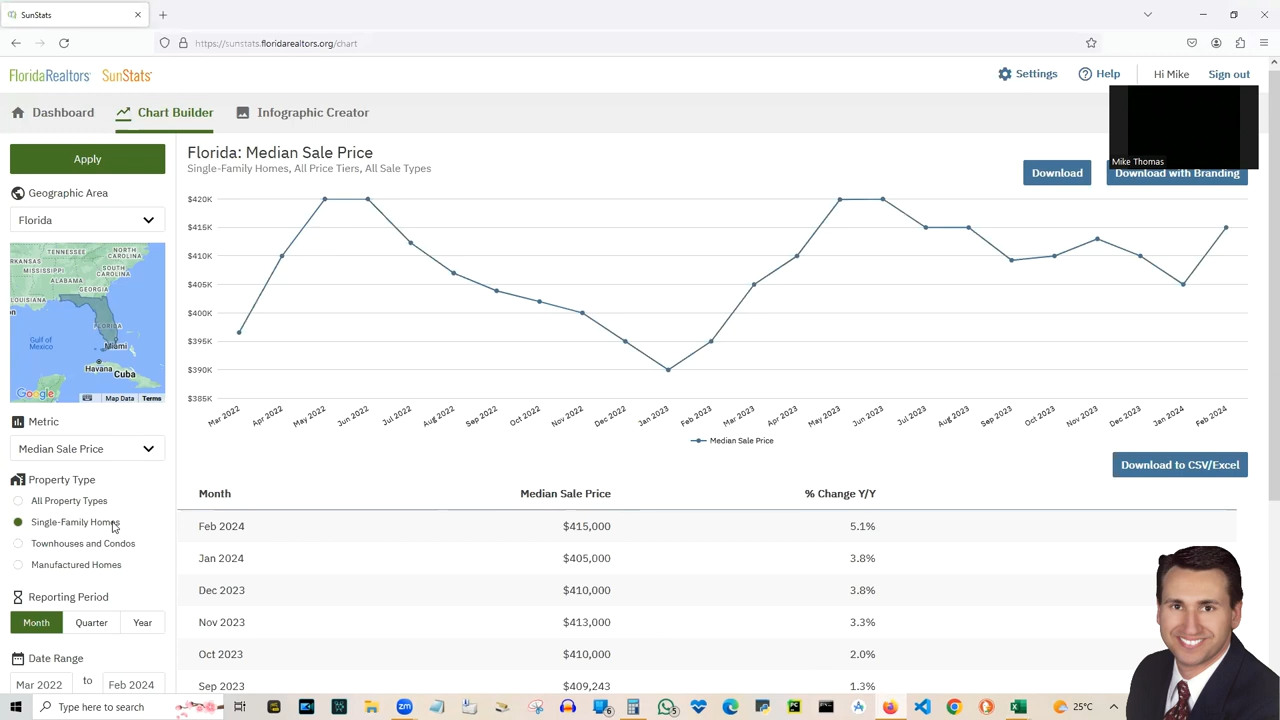 SunStats
https://sunstats.floridarealtors.org/chart
FloridaRealtors SunStats
Settings
Help
Hi Mike
Sign out
Dashboard
Chart Builder
Infographic Creator
Mike Thomas
Apply
Geographic Area
Florida
TENNESSEE
NORTH CAROLINA
RKANSAS
MISSISSIPPI
SOUTH CAROLINA
ALABAMA
GEORGIA
LOUISIANA
FLORIDA
Gulf of Mexico
Miami
Havana
Cuba
Google
Map Data
Terms
Metric
Median Sale Price
Property Type
All Property Types
Single-Family Homes
Townhouses and Condos
Manufactured Homes
Reporting Period
Month
Quarter
Year
Date Range
Mar 2022
to
Feb 2024
Florida: Median Sale Price
Single-Family Homes, All Price Tiers, All Sale Types
Download
Download with Branding
$420K
$415K
$410K
$405K
$400K
$395K
$390K
$385K
Mar 2022
Apr 2022
May 2022
Jun 2022
Jul 2022
Aug 2022
Sep 2022
Oct 2022
Nov 2022
Dec 2022
Jan 2023
Feb 2023
Mar 2023
Apr 2023
May 2023
Jun 2023
Jul 2023
Aug 2023
Sep 2023
Oct 2023
Nov 2023
Dec 2023
Jan 2024
Feb 2024
Median Sale Price
Download to CSV/Excel
Month Median Sale Price % Change Y/Y
Feb 2024 $415,000 5.1%
Jan 2024 $405,000 3.8%
Dec 2023 $410,000 3.8%
Nov 2023 $413,000 3.3%
Oct 2023 $410,000 2.0%
Sep 2023 $409,243 1.3%
Type here to search
25°C